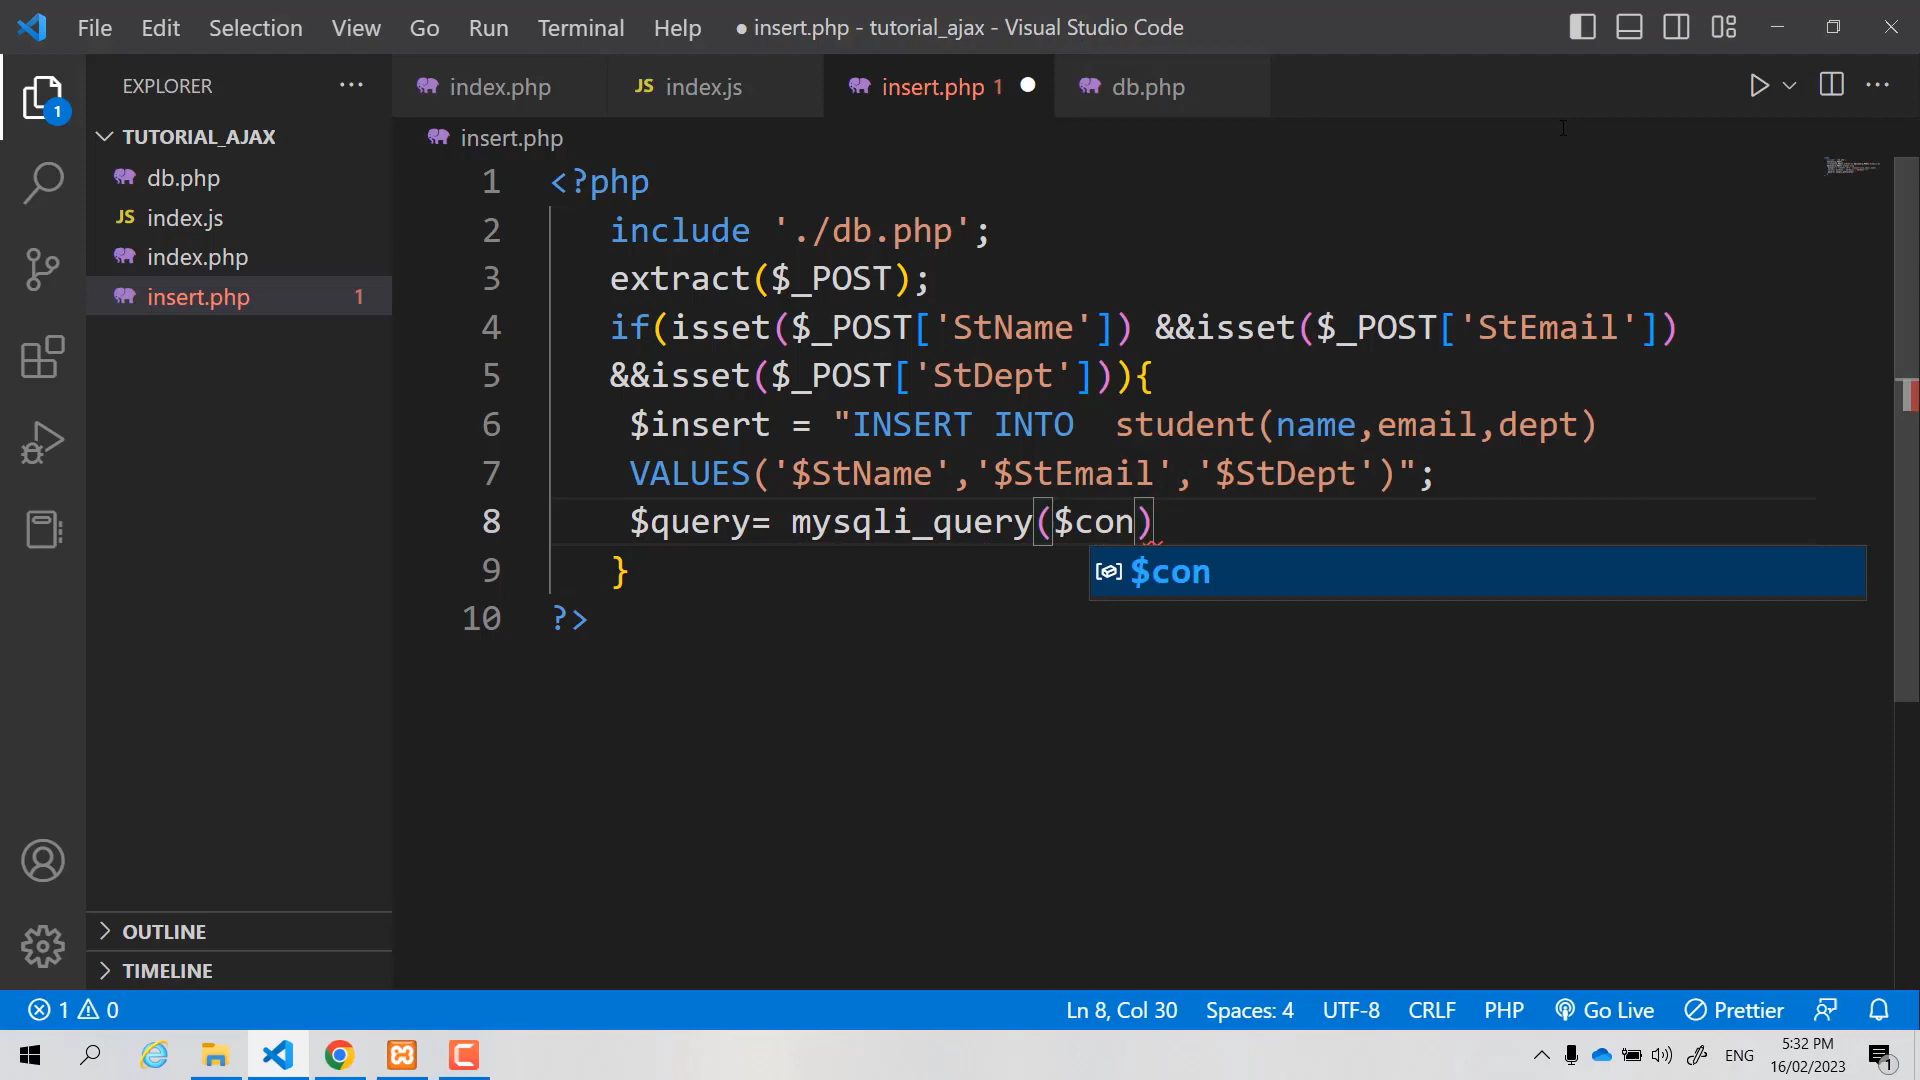 File Edit Selection View Go Run Terminal Help ● insert.php - tutorial_ajax - Visual Studio Code
EXPLORER ··· index.php JS index.js insert.php 1 db.php
1
TUTORIAL_AJAX
insert.php
db.php
JS index.js
index.php
insert.php 1
1 <?php
2 include './db.php';
3 extract($_POST);
4 if(isset($_POST['StName']) &&isset($_POST['StEmail'])
5 &&isset($_POST['StDept'])){
6 $insert = "INSERT INTO  student(name,email,dept)
7 VALUES('$StName','$StEmail','$StDept')";
8 $query= mysqli_query($con)
$con
9 }
10 ?>
OUTLINE
TIMELINE
1 0 Ln 8, Col 30 Spaces: 4 UTF-8 CRLF PHP Go Live Prettier
ENG
5:32 PM
16/02/2023
1